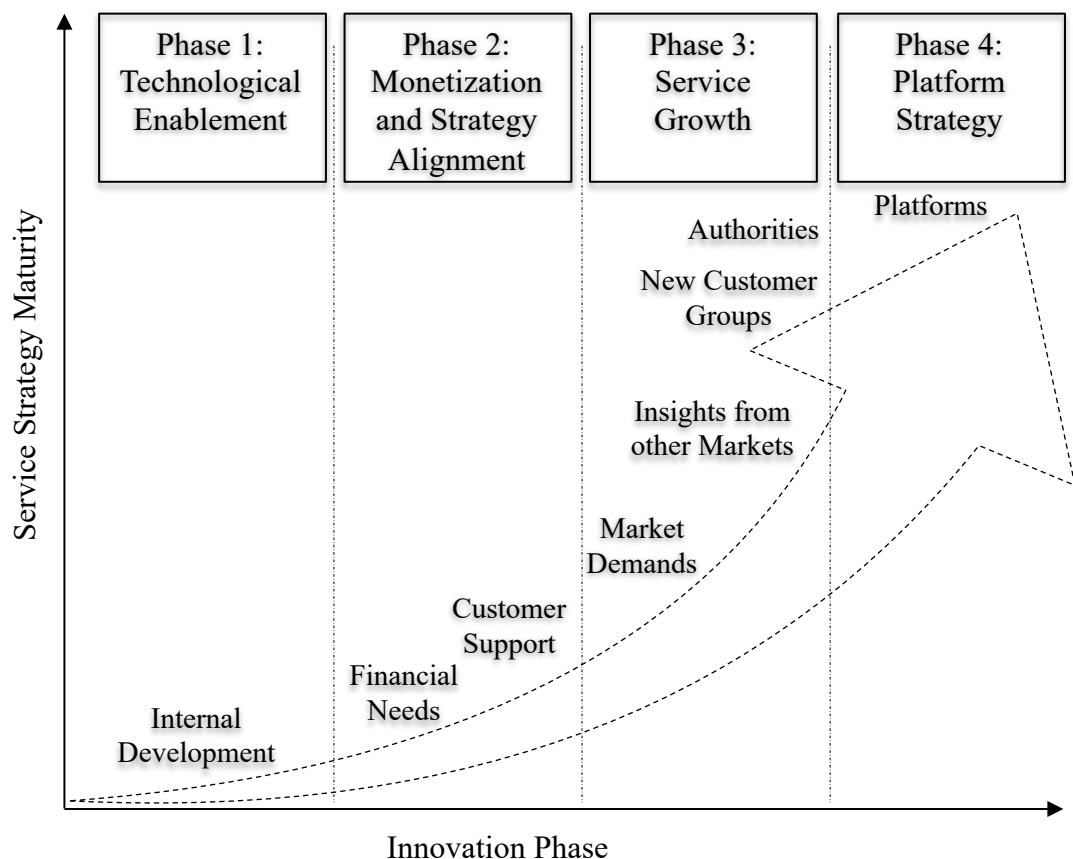 Phase 1:
Technological
Enablement
Phase 2:
Monetization
and Strategy
Alignment
Phase 3:
Service
Growth
Phase 4:
Platform
Strategy
Service Strategy Maturity
Platforms
Authorities
New Customer
Groups
Insights from
other Markets
Market
Demands
Customer
Support
Financial
Needs
Internal
Development
Innovation Phase